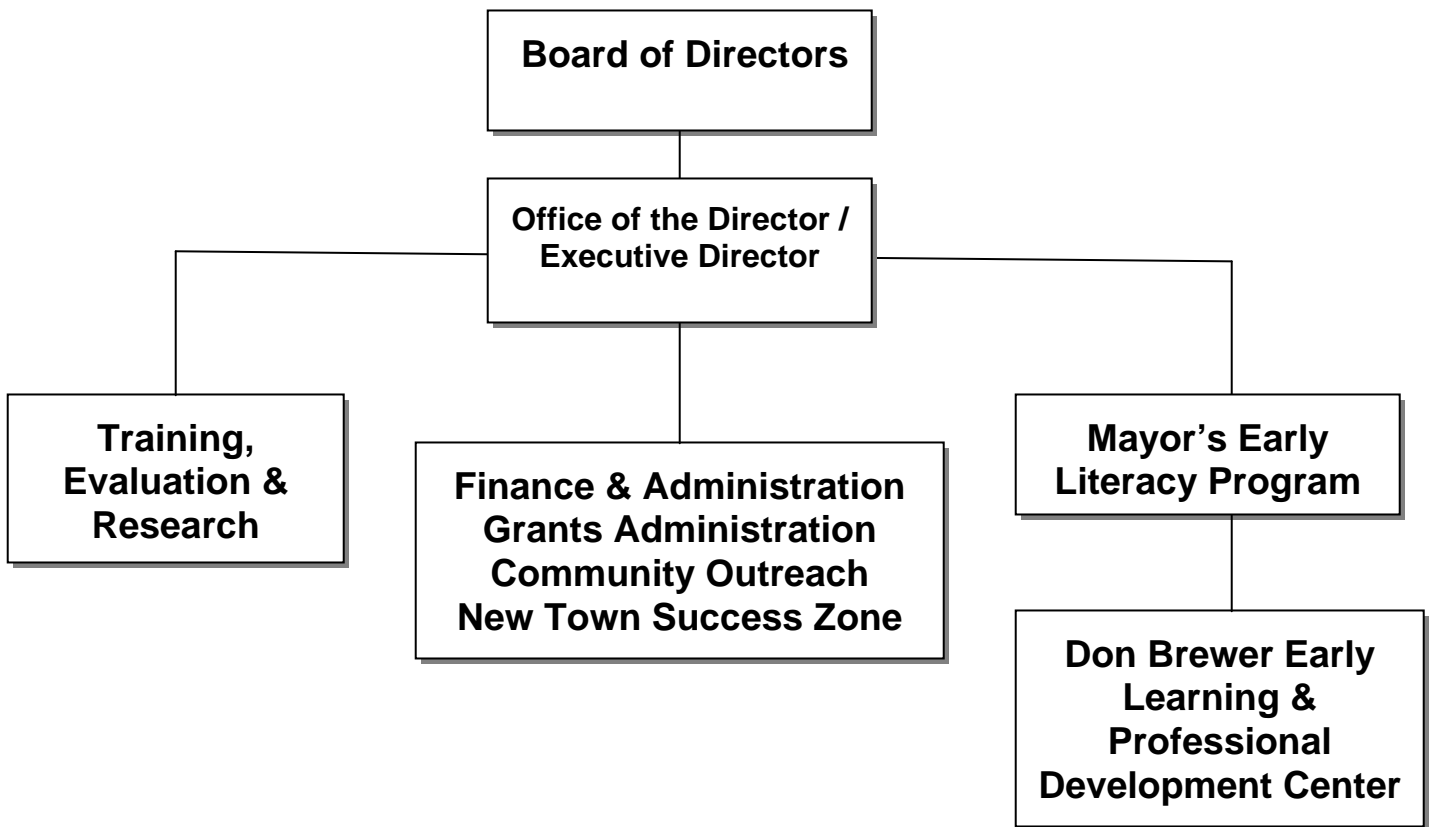 Board of Directors
Office of the Director /
Executive Director
Training,
Evaluation &
Research
Finance & Administration
Grants Administration
Community Outreach
New Town Success Zone
Mayor’s Early
Literacy Program
Don Brewer Early
Learning &
Professional
Development Center